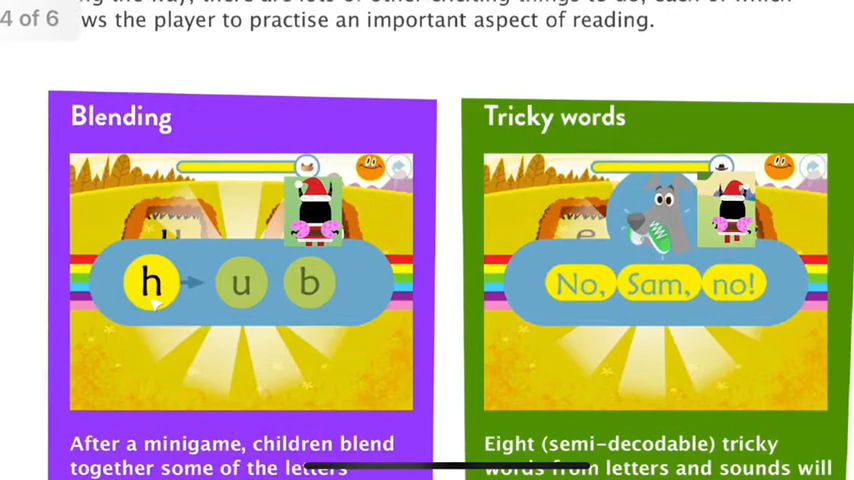 4 of 6
ws the player to practise an important aspect of reading.
Blending
h u b
After a minigame, children blend
together some of the letters
Tricky words
e
No, Sam, no!
Eight (semi-decodable) tricky
words from letters and sounds will